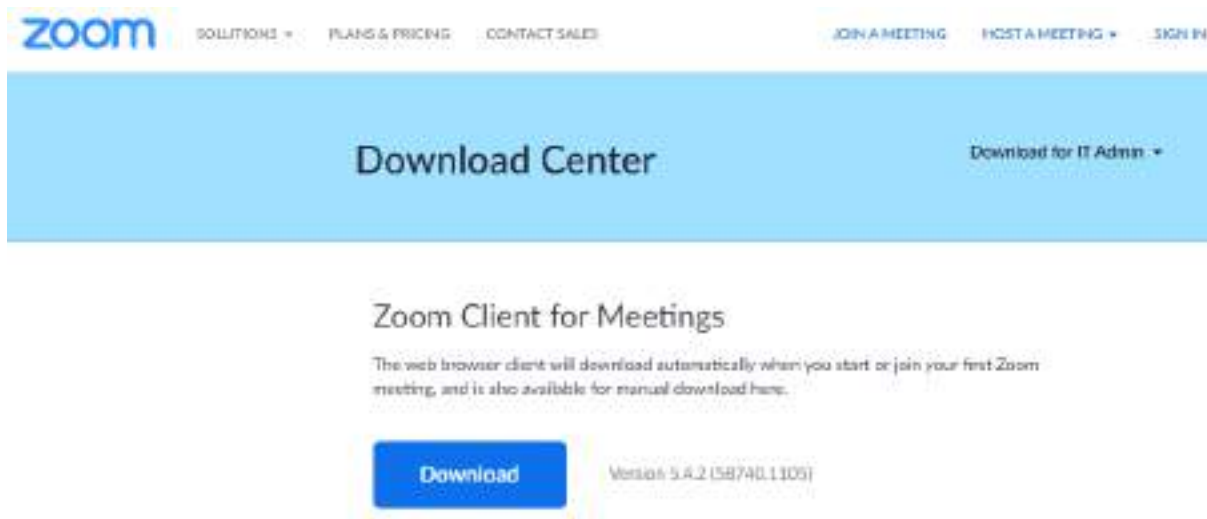 zoom SOLUTIONS PLANS & PRICING CONTACT SALES JOIN A MEETING HOST A MEETING SIGN IN
Download Center Download for IT Admin
Zoom Client for Meetings
The web browser client will download automatically when you start or join your first Zoom
meeting, and is also available for manual download here.
Download Version 5.4.2 (58740.1105)